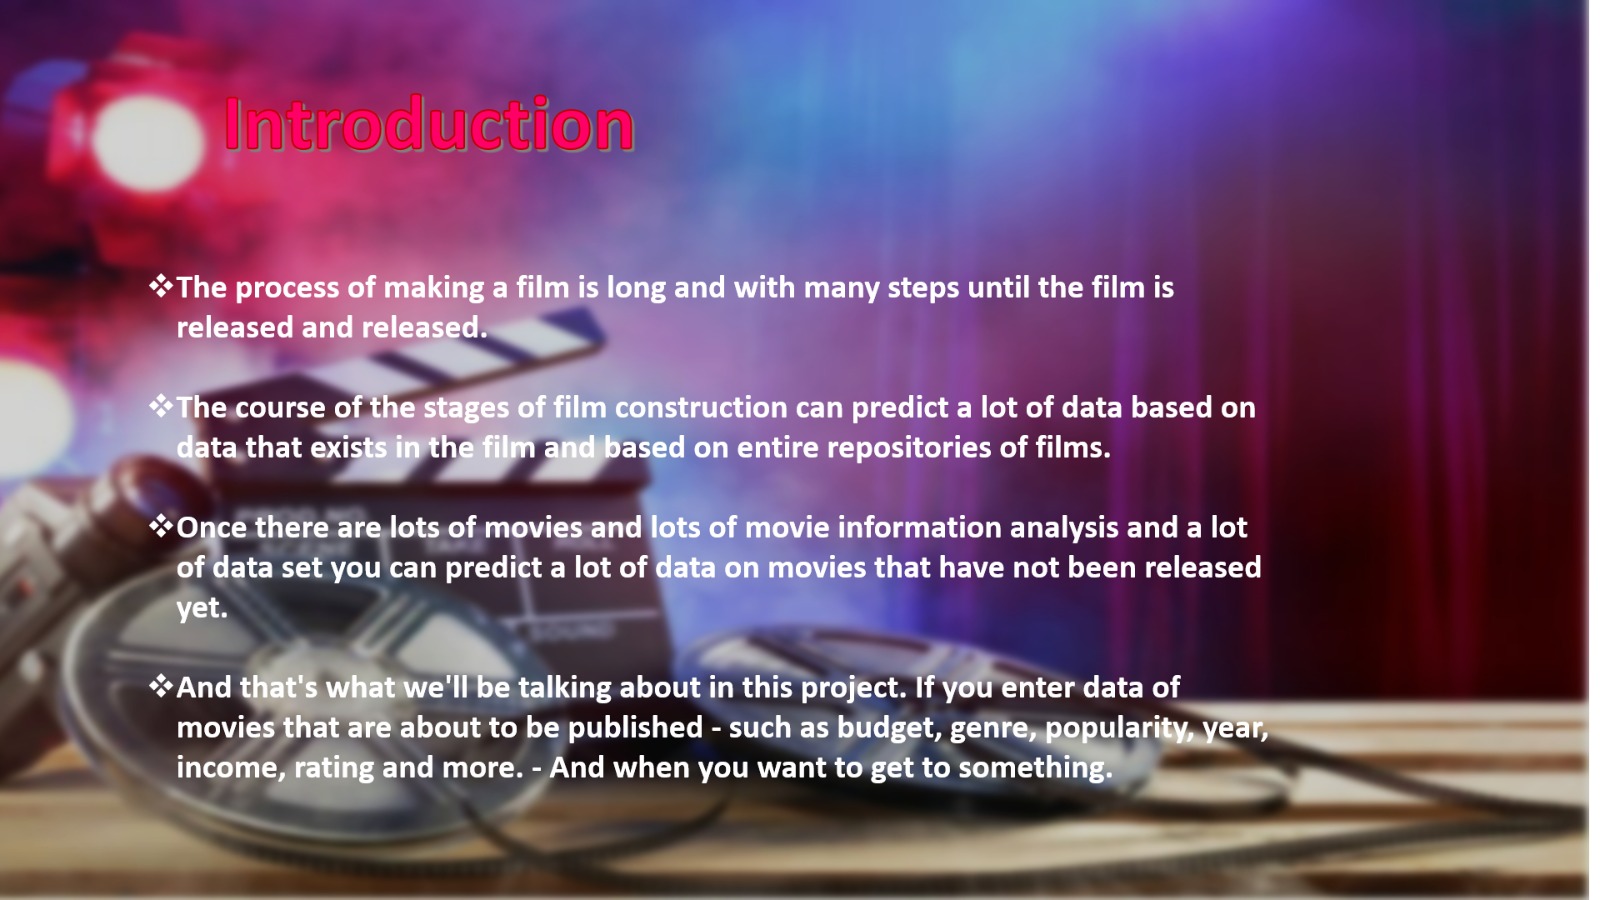 Introduction
❖The process of making a film is long and with many steps until the film is
released and released.
❖The course of the stages of film construction can predict a lot of data based on
data that exists in the film and based on entire repositories of films.
❖Once there are lots of movies and lots of movie information analysis and a lot
of data set you can predict a lot of data on movies that have not been released
yet.
❖And that's what we'll be talking about in this project. If you enter data of
movies that are about to be published - such as budget, genre, popularity, year,
income, rating and more. - And when you want to get to something.
SOUND